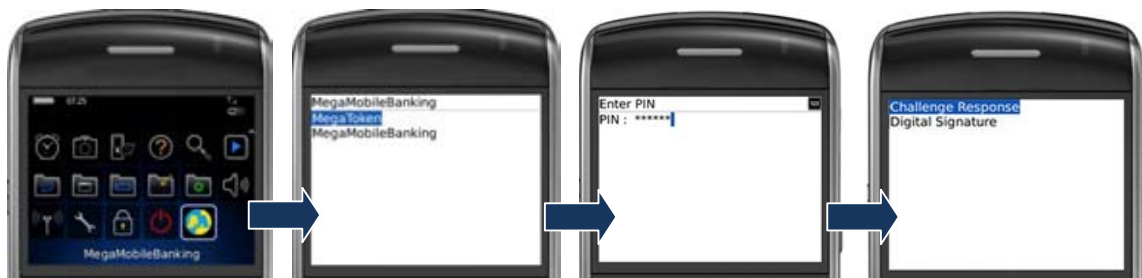 07:25
MegaMobileBanking
MegaMobileBanking
MegaToken
MegaMobileBanking
Enter PIN
PIN : ******
Challenge Response
Digital Signature